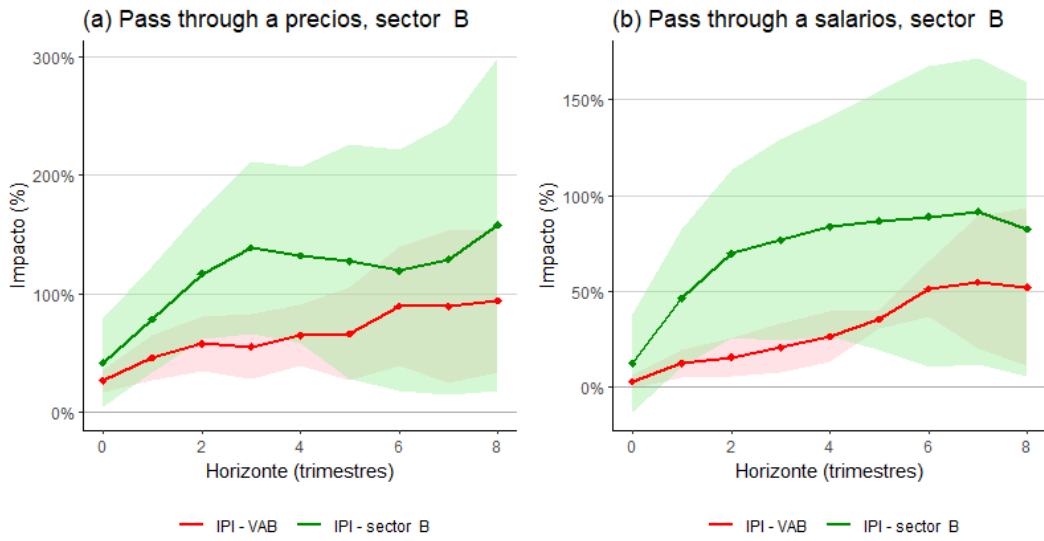 (a) Pass through a precios, sector B
300%
200%
100%
0%
Impacto (%)
0 2 4 6 8
Horizonte (trimestres)
IPI - VAB IPI - sector B
(b) Pass through a salarios, sector B
150%
100%
50%
0%
Impacto (%)
0 2 4 6 8
Horizonte (trimestres)
IPI - VAB IPI - sector B